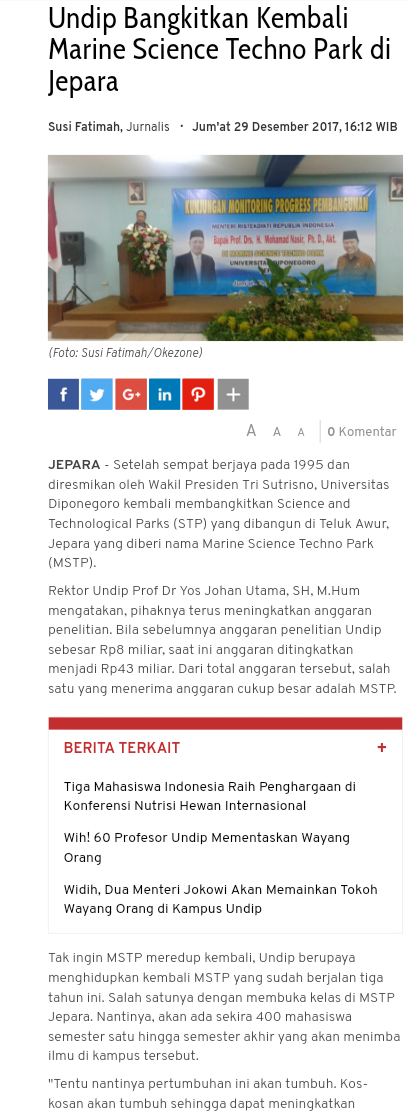 Undip Bangkitkan Kembali
Marine Science Techno Park di
Jepara
Susi Fatimah, Jurnalis · Jum'at 29 Desember 2017, 16:12 WIB
KUNJUNGAN MONITORING PROGRESS PEMBANGUNAN
MENTERI RISTEKDIKTI REPUBLIK INDONESIA
Bapak Prof. Drs. H. Mohamad Nasir, Ph. D., Akt.
DI MARINE SCIENCE TECHNO PARK
UNIVERSITAS DIPONEGORO
(Foto: Susi Fatimah/Okezone)
f G+ in +
A A A 0 Komentar
JEPARA - Setelah sempat berjaya pada 1995 dan
diresmikan oleh Wakil Presiden Tri Sutrisno, Universitas
Diponegoro kembali membangkitkan Science and
Technological Parks (STP) yang dibangun di Teluk Awur,
Jepara yang diberi nama Marine Science Techno Park
(MSTP).
Rektor Undip Prof Dr Yos Johan Utama, SH, M.Hum
mengatakan, pihaknya terus meningkatkan anggaran
penelitian. Bila sebelumnya anggaran penelitian Undip
sebesar Rp8 miliar, saat ini anggaran ditingkatkan
menjadi Rp43 miliar. Dari total anggaran tersebut, salah
satu yang menerima anggaran cukup besar adalah MSTP.
BERITA TERKAIT +
Tiga Mahasiswa Indonesia Raih Penghargaan di
Konferensi Nutrisi Hewan Internasional
Wih! 60 Profesor Undip Mementaskan Wayang
Orang
Widih, Dua Menteri Jokowi Akan Memainkan Tokoh
Wayang Orang di Kampus Undip
Tak ingin MSTP meredup kembali, Undip berupaya
menghidupkan kembali MSTP yang sudah berjalan tiga
tahun ini. Salah satunya dengan membuka kelas di MSTP
Jepara. Nantinya, akan ada sekira 400 mahasiswa
semester satu hingga semester akhir yang akan menimba
ilmu di kampus tersebut.
"Tentu nantinya pertumbuhan ini akan tumbuh. Kos-
kosan akan tumbuh sehingga dapat meningkatkan